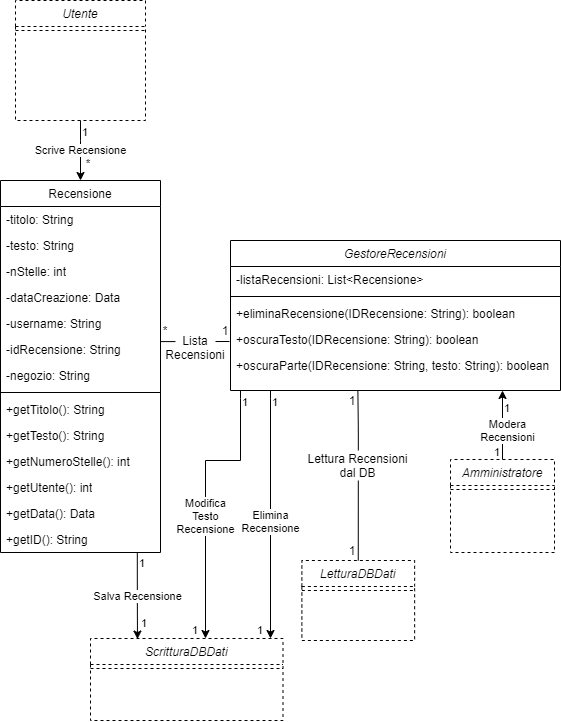 Utente
1
Scrive Recensione
*
Recensione
-titolo: String
-testo: String
-nStelle: int
-dataCreazione: Data
-username: String
-idRecensione: String
-negozio: String
+getTitolo(): String
+getTesto(): String
+getNumeroStelle(): int
+getUtente(): int
+getData(): Data
+getID(): String
*
1
Lista
Recensioni
GestoreRecensioni
-listaRecensioni: List<Recensione>
+eliminaRecensione(IDRecensione: String): boolean
+oscuraTesto(IDRecensione: String): boolean
+oscuraParte(IDRecensione: String, testo: String): boolean
1
Modifica
Testo
Recensione
1
1
Elimina
Recensione
1
1
Lettura Recensioni
dal DB
1
1
Modera
Recensioni
1
Amministratore
LetturaDBDati
1
Salva Recensione
1
ScritturaDBDati